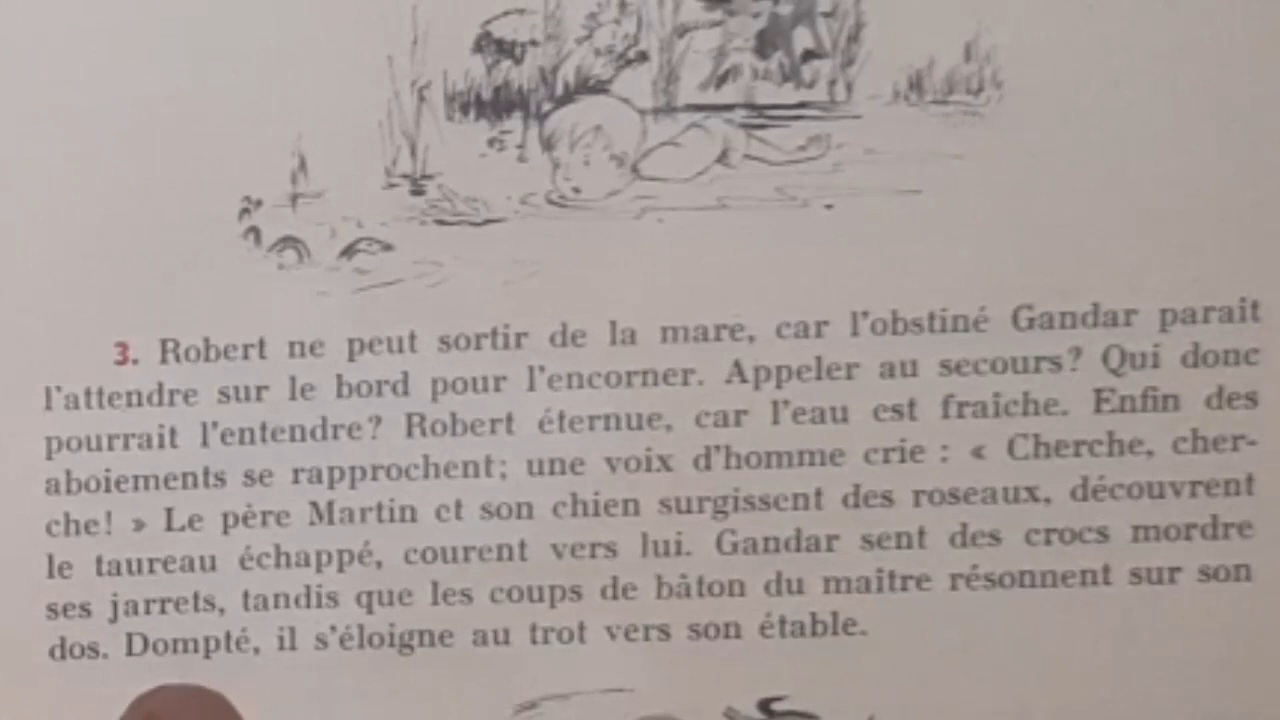 3. Robert ne peut sortir de la mare, car l'obstiné Gandar parait
l'attendre sur le bord pour l'encorner. Appeler au secours? Qui donc
pourrait l'entendre? Robert éternue, car l'eau est fraîche. Enfin des
aboiements se rapprochent; une voix d'homme crie : « Cherche, cher-
che! » Le père Martin et son chien surgissent des roseaux, découvrent
le taureau échappé, courent vers lui. Gandar sent des crocs mordre
ses jarrets, tandis que les coups de bâton du maître résonnent sur son
dos. Dompté, il s'éloigne au trot vers son étable.